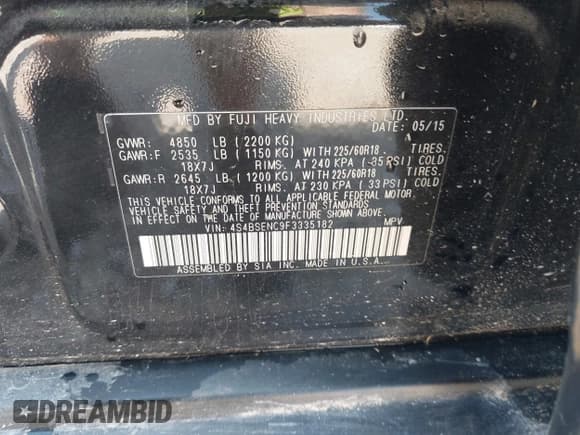 MFD BY FUJI HEAVY INDUSTRIES LTD.
DATE: 05/15
GVWR: 4850 LB (2200 KG)
GAWR:F 2535 LB (1150 KG) WITH 225/60R18 TIRES.
18X7J RIMS. AT 240 KPA (35 PSI) COLD
GAWR:R 2645 LB (1200 KG) WITH 225/60R18 TIRES.
18X7J RIMS. AT 230 KPA (33 PSI) COLD
THIS VEHICLE CONFORMS TO ALL APPLICABLE FEDERAL MOTOR
VEHICLE SAFETY AND THEFT PREVENTION STANDARDS
IN EFFECT ON THE DATE OF MANUFACTURE SHOWN ABOVE.
VIN: 4S4BSENC9F3335182 MPV
ASSEMBLED BY SIA INC. MADE IN U.S.A.
DREAMBID